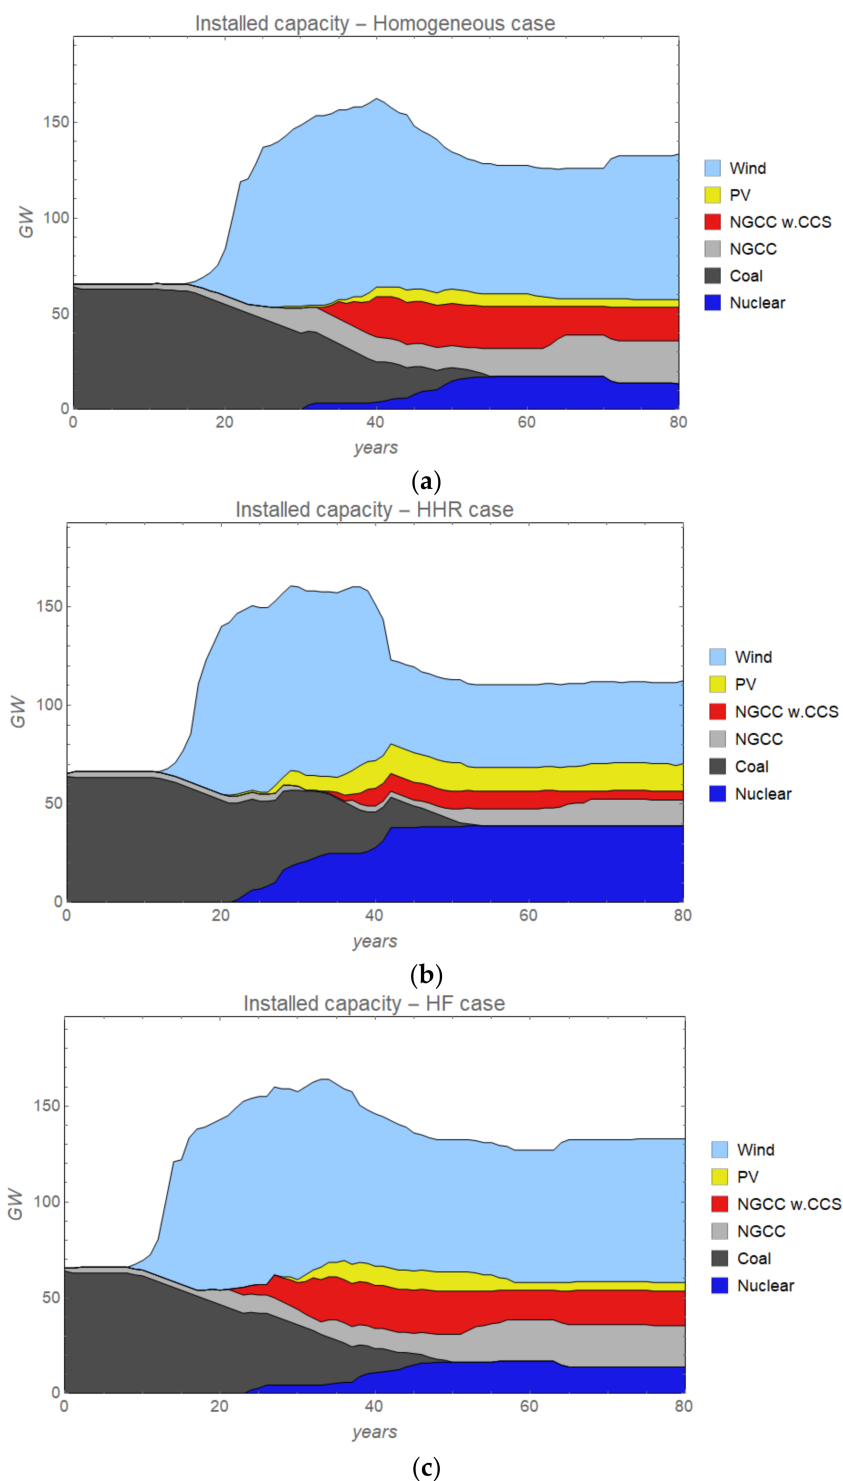 Installed capacity – Homogeneous case
150
100
50
0
GW
0 20 40 60 80
years
Wind
PV
NGCC w.CCS
NGCC
Coal
Nuclear
(a)
Installed capacity – HHR case
150
100
50
0
GW
0 20 40 60 80
years
Wind
PV
NGCC w.CCS
NGCC
Coal
Nuclear
(b)
Installed capacity – HF case
150
100
50
0
GW
0 20 40 60 80
years
Wind
PV
NGCC w.CCS
NGCC
Coal
Nuclear
(c)